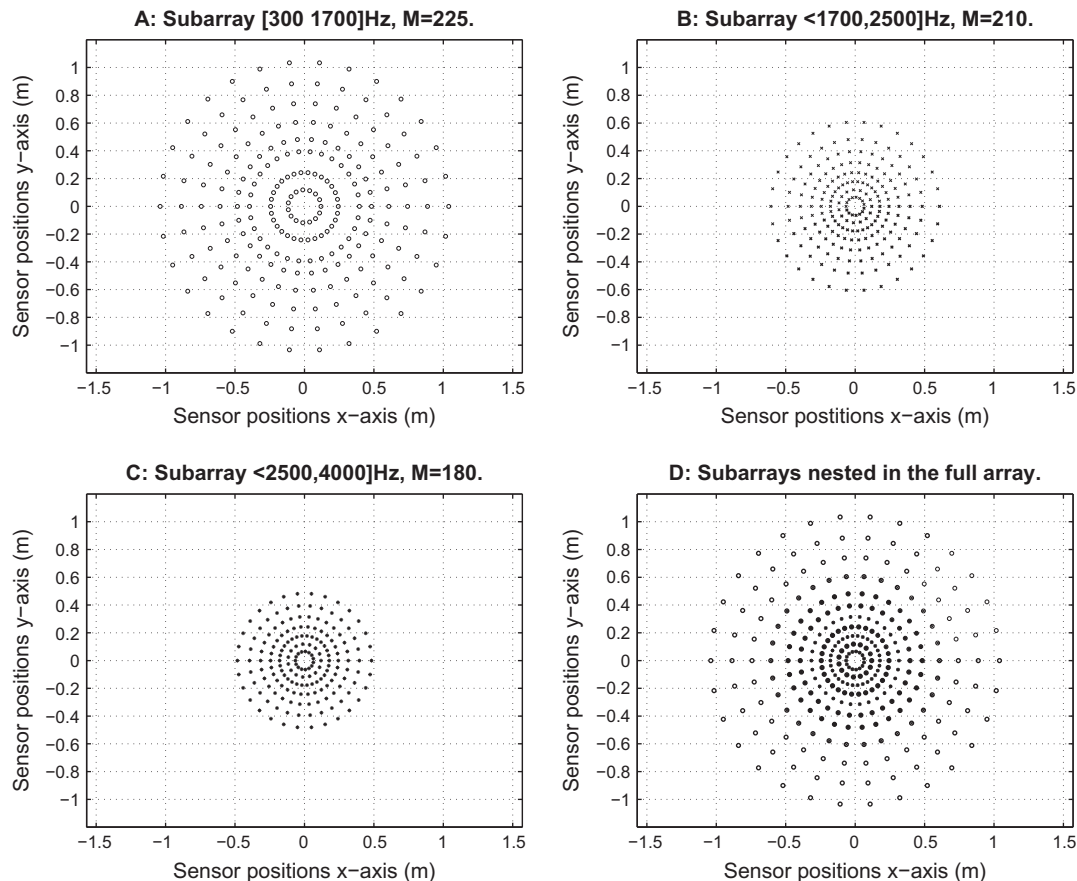 A: Subarray [300 1700]Hz, M=225.
1
0.8
0.6
0.4
0.2
0
−0.2
−0.4
−0.6
−0.8
−1
Sensor positions y−axis (m)
−1.5 −1 −0.5 0 0.5 1 1.5
Sensor positions x−axis (m)
B: Subarray <1700,2500]Hz, M=210.
1
0.8
0.6
0.4
0.2
0
−0.2
−0.4
−0.6
−0.8
−1
Sensor positions y−axis (m)
−1.5 −1 −0.5 0 0.5 1 1.5
Sensor postitions x−axis (m)
C: Subarray <2500,4000]Hz, M=180.
1
0.8
0.6
0.4
0.2
0
−0.2
−0.4
−0.6
−0.8
−1
Sensor positions y−axis (m)
−1.5 −1 −0.5 0 0.5 1 1.5
Sensor positions x−axis (m)
D: Subarrays nested in the full array.
1
0.8
0.6
0.4
0.2
0
−0.2
−0.4
−0.6
−0.8
−1
Sensor positions y−axis (m)
−1.5 −1 −0.5 0 0.5 1 1.5
Sensor positions x−axis (m)